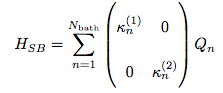 $H_{SB} = \sum_{n=1}^{N_{\text{bath}}} \begin{pmatrix} \kappa_n^{(1)} & 0 \\ 0 & \kappa_n^{(2)} \end{pmatrix} Q_n$